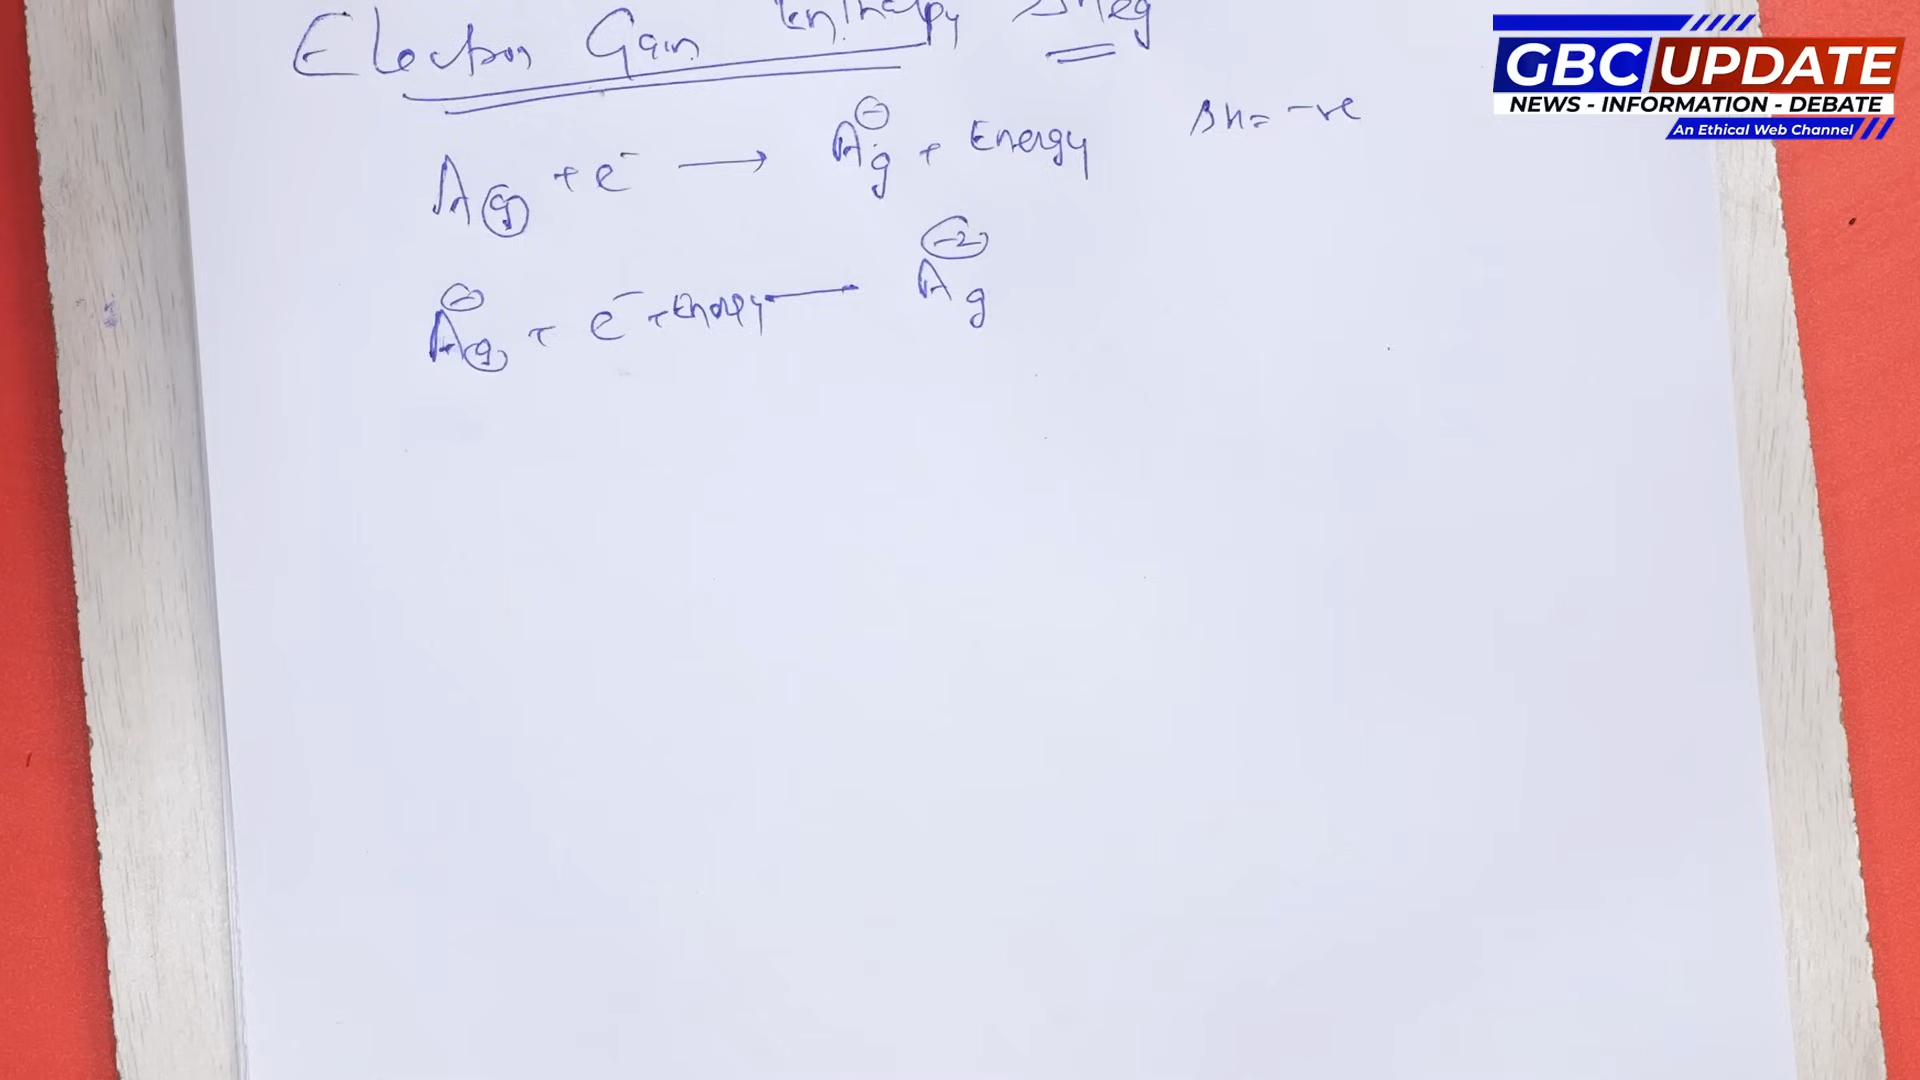 Electron Gain Enthalpy ΔHeg
A(g) + e⁻ ⟶ A⁻g + Energy ΔH = -ve
A⁻(g) + e⁻ + Energy — A⁻²g
GBC UPDATE
NEWS - INFORMATION - DEBATE
An Ethical Web Channel